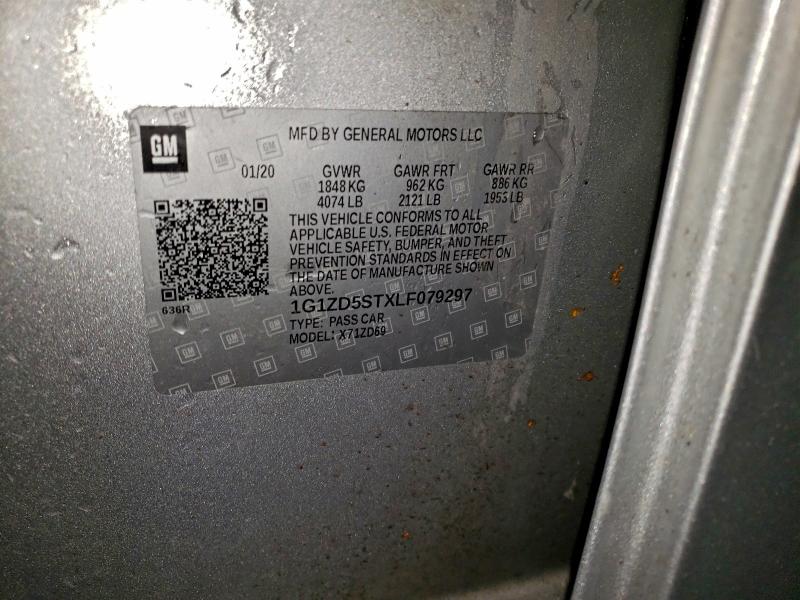 GM
MFD BY GENERAL MOTORS LLC
01/20 GVWR GAWR FRT GAWR RR
1848 KG 962 KG 886 KG
4074 LB 2121 LB 1953 LB
THIS VEHICLE CONFORMS TO ALL
APPLICABLE U.S. FEDERAL MOTOR
VEHICLE SAFETY, BUMPER, AND THEFT
PREVENTION STANDARDS IN EFFECT ON
THE DATE OF MANUFACTURE SHOWN
ABOVE.
636R
1G1ZD5STXLF079297
TYPE: PASS CAR
MODEL: X71ZD69